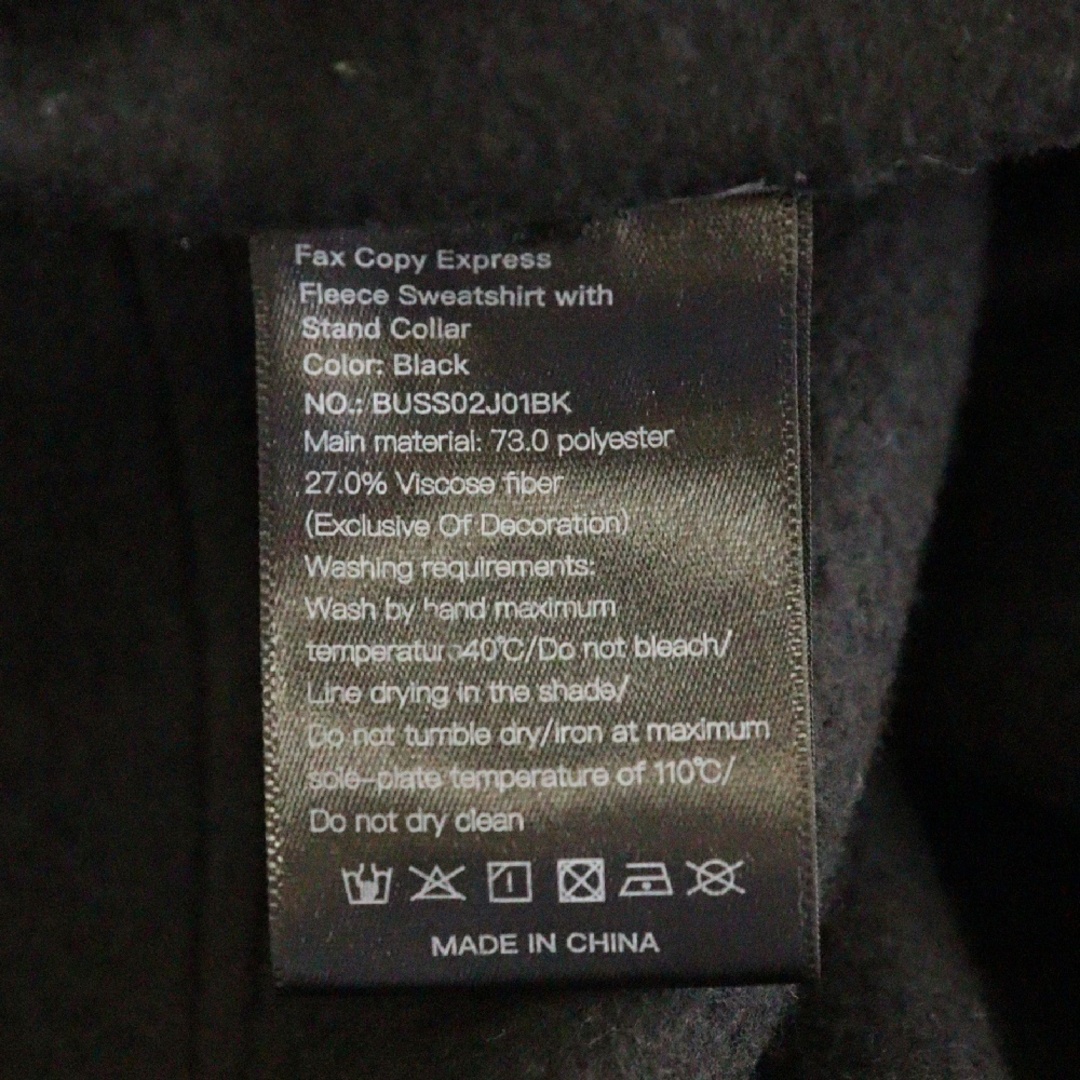 Fax Copy Express
Fleece Sweatshirt with
Stand Collar
Color: Black
NO.: BUSS02J01BK
Main material: 73.0 polyester
27.0% Viscose fiber
(Exclusive Of Decoration)
Washing requirements:
Wash by hand maximum
temperature 40℃/Do not bleach/
Line drying in the shade/
Do not tumble dry/iron at maximum
sole-plate temperature of 110℃/
Do not dry clean
MADE IN CHINA